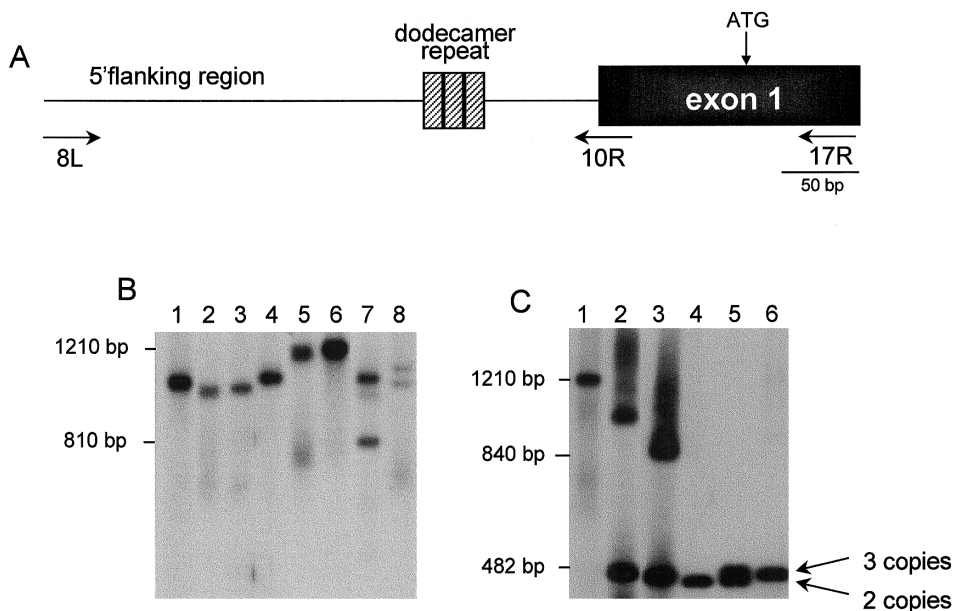 A
5'flanking region
dodecamer
repeat
ATG
exon 1
8L
10R
17R
50 bp
B
1 2 3 4 5 6 7 8
1210 bp
810 bp
C
1 2 3 4 5 6
1210 bp
840 bp
482 bp
3 copies
2 copies